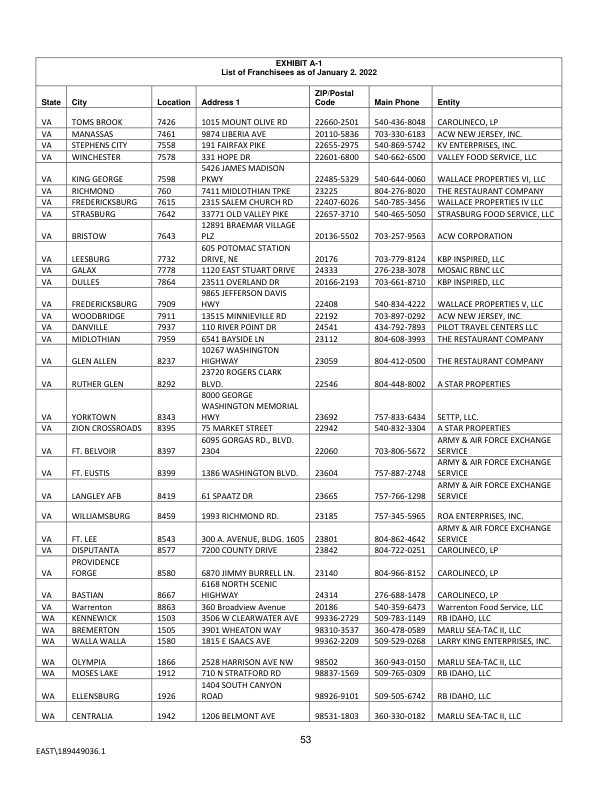 EXHIBIT A-1
List of Franchisees as of January 2. 2022
State City Location Address 1 ZIP/Postal Code Main Phone Entity
VA TOMS BROOK 7426 1015 MOUNT OLIVE RD 22660-2501 540-436-8048 CAROLINECO, LP
VA MANASSAS 7461 9874 LIBERIA AVE 20110-5836 703-330-6183 ACW NEW JERSEY, INC.
VA STEPHENS CITY 7558 191 FAIRFAX PIKE 22655-2975 540-869-5742 KV ENTERPRISES, INC.
VA WINCHESTER 7578 331 HOPE DR 22601-6800 540-662-6500 VALLEY FOOD SERVICE, LLC
VA KING GEORGE 7598 5426 JAMES MADISON PKWY 22485-5329 540-644-0060 WALLACE PROPERTIES VI, LLC
VA RICHMOND 760 7411 MIDLOTHIAN TPKE 23225 804-276-8020 THE RESTAURANT COMPANY
VA FREDERICKSBURG 7615 2315 SALEM CHURCH RD 22407-6026 540-785-3456 WALLACE PROPERTIES IV LLC
VA STRASBURG 7642 33771 OLD VALLEY PIKE 22657-3710 540-465-5050 STRASBURG FOOD SERVICE, LLC
VA BRISTOW 7643 12891 BRAEMAR VILLAGE PLZ 20136-5502 703-257-9563 ACW CORPORATION
VA LEESBURG 7732 605 POTOMAC STATION DRIVE, NE 20176 703-779-8124 KBP INSPIRED, LLC
VA GALAX 7778 1120 EAST STUART DRIVE 24333 276-238-3078 MOSAIC RBNC LLC
VA DULLES 7864 23511 OVERLAND DR 20166-2193 703-661-8710 KBP INSPIRED, LLC
VA FREDERICKSBURG 7909 9865 JEFFERSON DAVIS HWY 22408 540-834-4222 WALLACE PROPERTIES V, LLC
VA WOODBRIDGE 7911 13515 MINNIEVILLE RD 22192 703-897-0292 ACW NEW JERSEY, INC.
VA DANVILLE 7937 110 RIVER POINT DR 24541 434-792-7893 PILOT TRAVEL CENTERS LLC
VA MIDLOTHIAN 7959 6541 BAYSIDE LN 23112 804-608-3993 THE RESTAURANT COMPANY
VA GLEN ALLEN 8237 10267 WASHINGTON HIGHWAY 23059 804-412-0500 THE RESTAURANT COMPANY
VA RUTHER GLEN 8292 23720 ROGERS CLARK BLVD. 22546 804-448-8002 A STAR PROPERTIES
VA YORKTOWN 8343 8000 GEORGE WASHINGTON MEMORIAL HWY 23692 757-833-6434 SETTP, LLC.
VA ZION CROSSROADS 8395 75 MARKET STREET 22942 540-832-3304 A STAR PROPERTIES
VA FT. BELVOIR 8397 6095 GORGAS RD., BLVD. 2304 22060 703-806-5672 ARMY & AIR FORCE EXCHANGE SERVICE
VA FT. EUSTIS 8399 1386 WASHINGTON BLVD. 23604 757-887-2748 ARMY & AIR FORCE EXCHANGE SERVICE
VA LANGLEY AFB 8419 61 SPAATZ DR 23665 757-766-1298 ARMY & AIR FORCE EXCHANGE SERVICE
VA WILLIAMSBURG 8459 1993 RICHMOND RD. 23185 757-345-5965 ROA ENTERPRISES, INC.
VA FT. LEE 8543 300 A. AVENUE, BLDG. 1605 23801 804-862-4642 ARMY & AIR FORCE EXCHANGE SERVICE
VA DISPUTANTA 8577 7200 COUNTY DRIVE 23842 804-722-0251 CAROLINECO, LP
VA PROVIDENCE FORGE 8580 6870 JIMMY BURRELL LN. 23140 804-966-8152 CAROLINECO, LP
VA BASTIAN 8667 6168 NORTH SCENIC HIGHWAY 24314 276-688-1478 CAROLINECO, LP
VA Warrenton 8863 360 Broadview Avenue 20186 540-359-6473 Warrenton Food Service, LLC
WA KENNEWICK 1503 3506 W CLEARWATER AVE 99336-2729 509-783-1149 RB IDAHO, LLC
WA BREMERTON 1505 3901 WHEATON WAY 98310-3537 360-478-0589 MARLU SEA-TAC II, LLC
WA WALLA WALLA 1580 1815 E ISAACS AVE 99362-2209 509-529-0268 LARRY KING ENTERPRISES, INC.
WA OLYMPIA 1866 2528 HARRISON AVE NW 98502 360-943-0150 MARLU SEA-TAC II, LLC
WA MOSES LAKE 1912 710 N STRATFORD RD 98837-1569 509-765-0309 RB IDAHO, LLC
WA ELLENSBURG 1926 1404 SOUTH CANYON ROAD 98926-9101 509-505-6742 RB IDAHO, LLC
WA CENTRALIA 1942 1206 BELMONT AVE 98531-1803 360-330-0182 MARLU SEA-TAC II, LLC
53
EAST\189449036.1